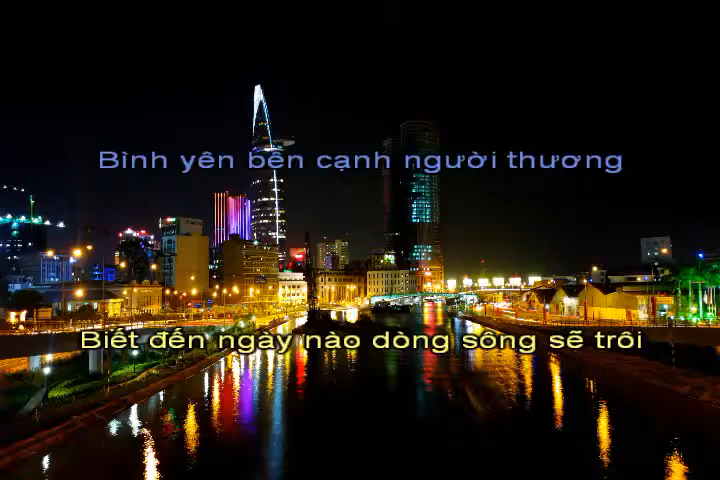 Bình yên bên cạnh người thương
Biết đến ngày nào dòng sông sẽ trôi